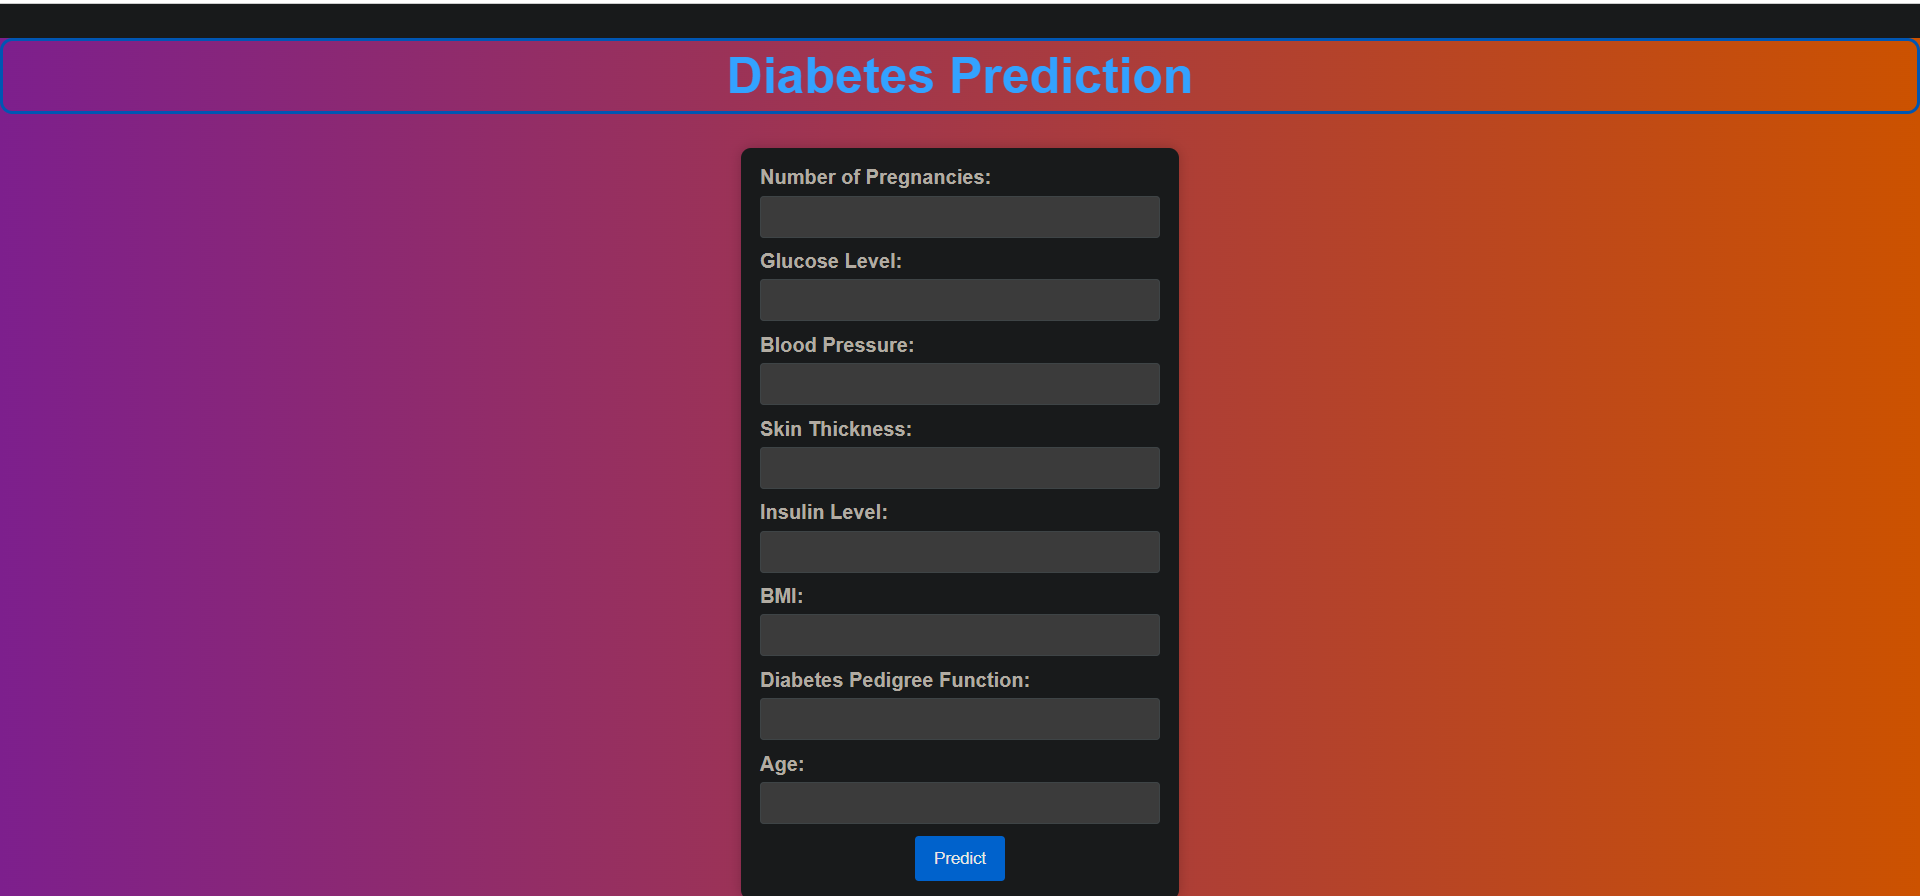 Diabetes Prediction
Number of Pregnancies:
Glucose Level:
Blood Pressure:
Skin Thickness:
Insulin Level:
BMI:
Diabetes Pedigree Function:
Age:
Predict